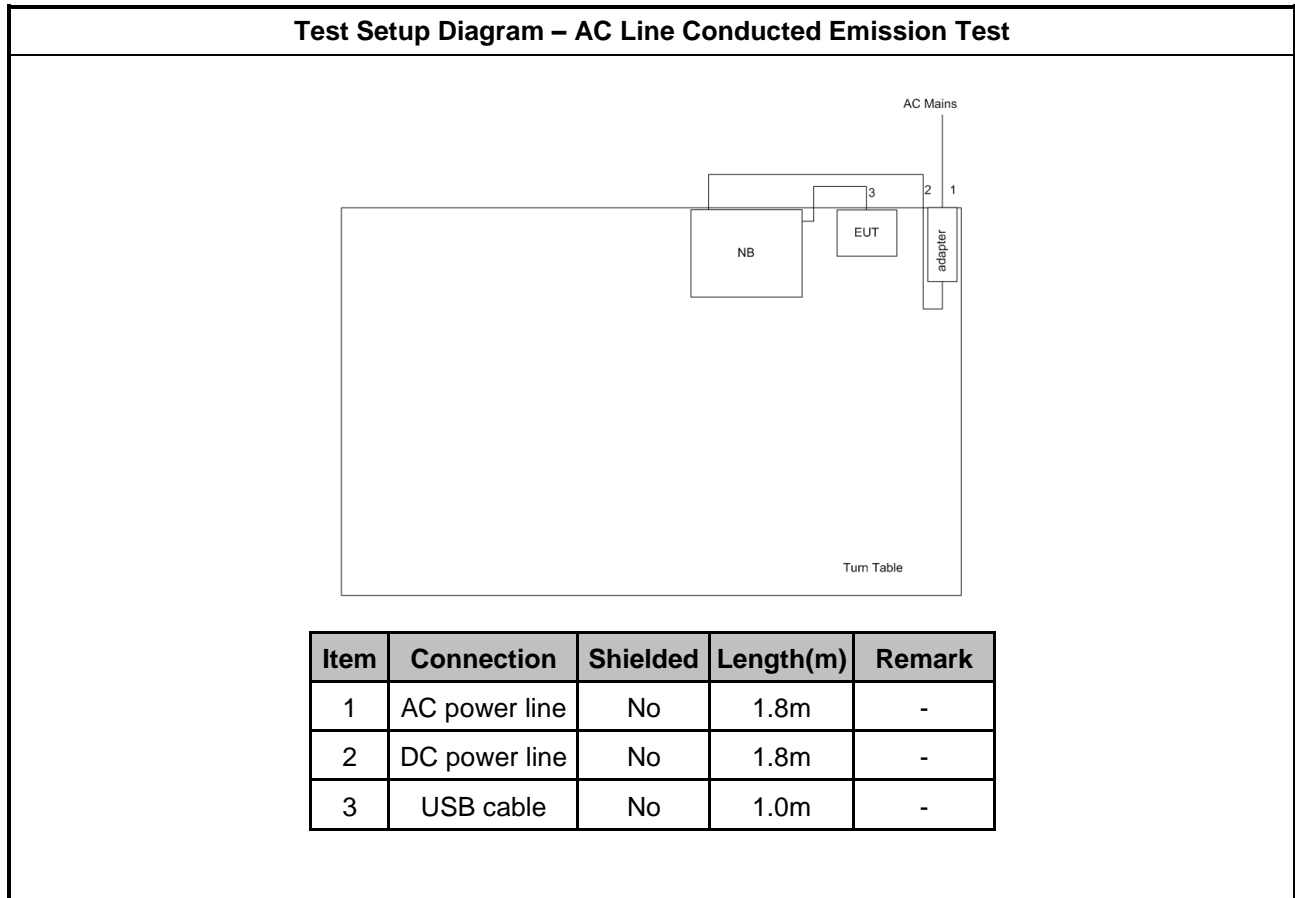 Test Setup Diagram – AC Line Conducted Emission Test
AC Mains
3
2
1
NB
EUT
adapter
Turn Table
Item Connection Shielded Length(m) Remark
1 AC power line No 1.8m -
2 DC power line No 1.8m -
3 USB cable No 1.0m -